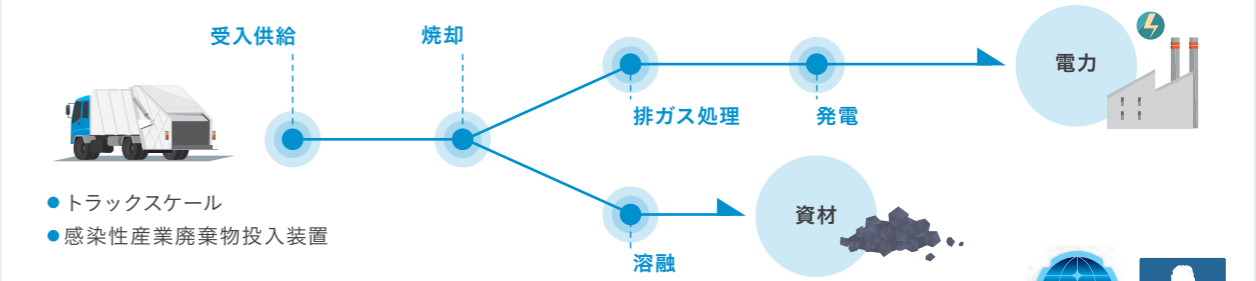 受入供給
焼却
排ガス処理
発電
電力
溶融
資材
トラックスケール
感染性産業廃棄物投入装置